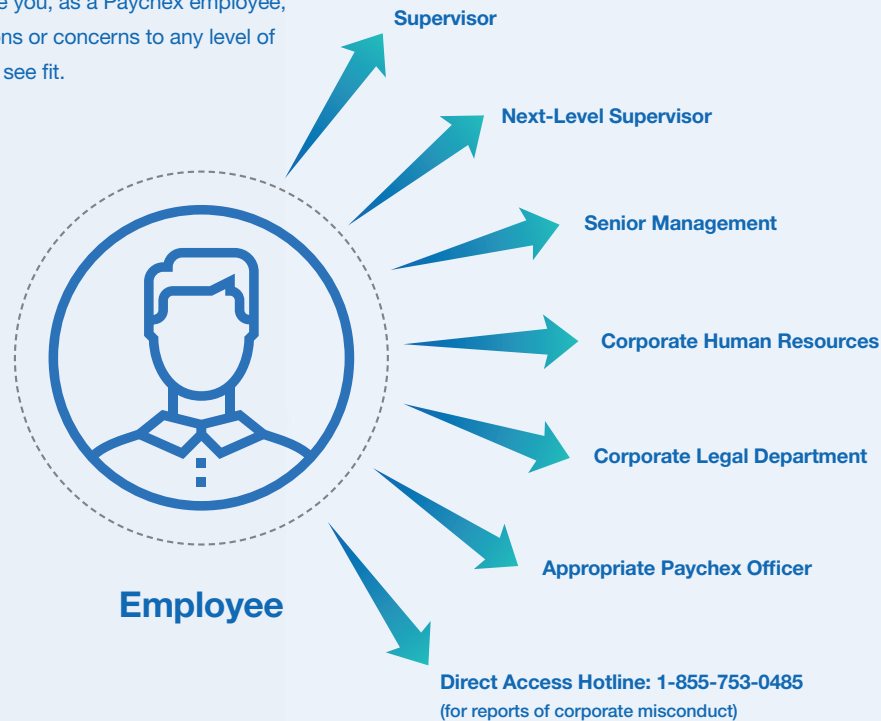 e you, as a Paychex employee,
ns or concerns to any level of
see fit.
Supervisor
Next-Level Supervisor
Senior Management
Corporate Human Resources
Corporate Legal Department
Appropriate Paychex Officer
Employee
Direct Access Hotline: 1-855-753-0485
(for reports of corporate misconduct)